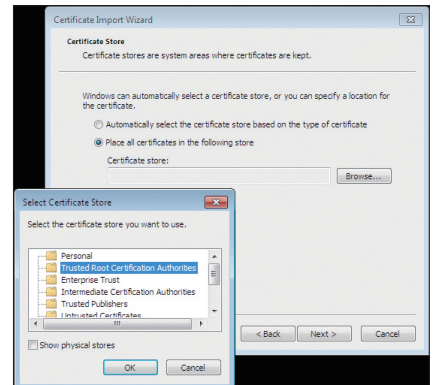 Certificate Import Wizard
Certificate Store
Certificate stores are system areas where certificates are kept.
Windows can automatically select a certificate store, or you can specify a location for
the certificate.
Automatically select the certificate store based on the type of certificate
Place all certificates in the following store
Certificate store:
Browse...
Select Certificate Store
Select the certificate store you want to use.
Personal
Trusted Root Certification Authorities
Enterprise Trust
Intermediate Certification Authorities
Trusted Publishers
Untrusted Certificates
Show physical stores
OK
Cancel
< Back
Next >
Cancel